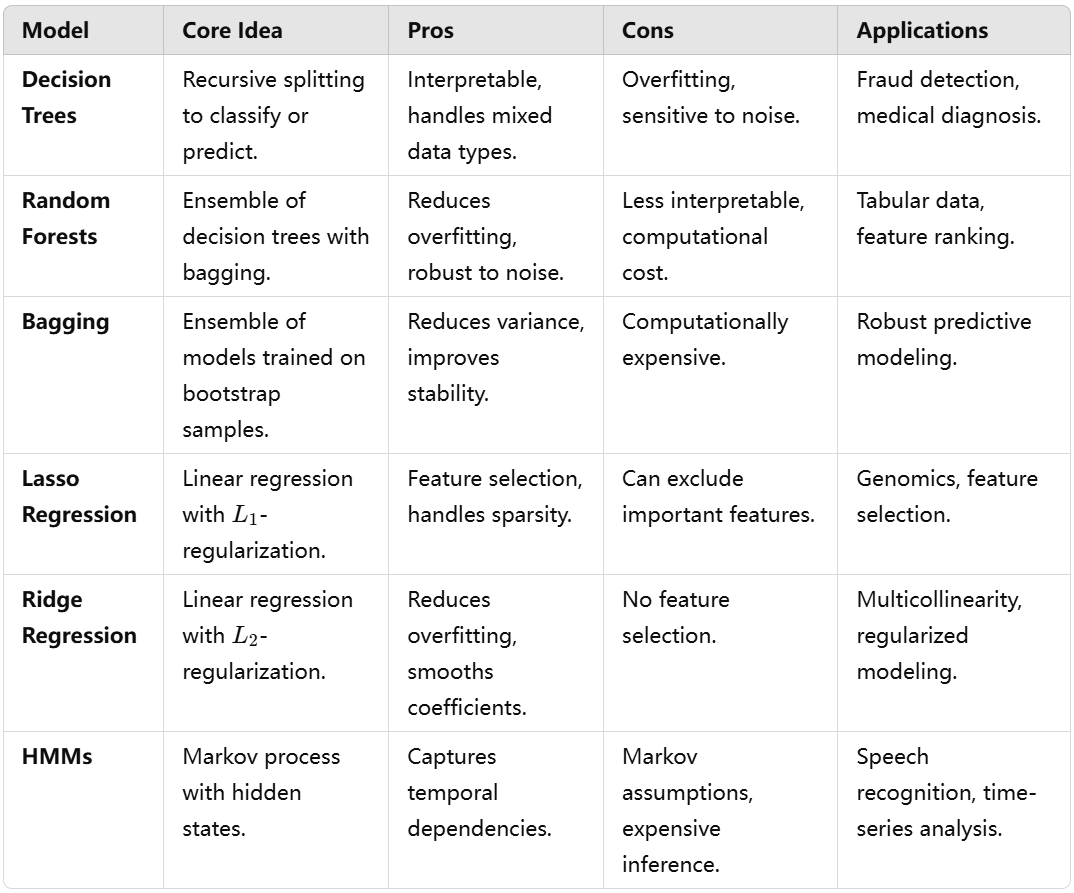 Model Core Idea Pros Cons Applications
Decision
Trees
Recursive splitting
to classify or
predict.
Interpretable,
handles mixed
data types.
Overfitting,
sensitive to noise.
Fraud detection,
medical diagnosis.
Random
Forests
Ensemble of
decision trees with
bagging.
Reduces
overfitting,
robust to noise.
Less interpretable,
computational
cost.
Tabular data,
feature ranking.
Bagging
Ensemble of
models trained on
bootstrap
samples.
Reduces variance,
improves
stability.
Computationally
expensive.
Robust predictive
modeling.
Lasso
Regression
Linear regression
with L₁-
regularization.
Feature selection,
handles sparsity.
Can exclude
important features.
Genomics, feature
selection.
Ridge
Regression
Linear regression
with L₂-
regularization.
Reduces
overfitting,
smooths
coefficients.
No feature
selection.
Multicollinearity,
regularized
modeling.
HMMs
Markov process
with hidden
states.
Captures
temporal
dependencies.
Markov
assumptions,
expensive
inference.
Speech
recognition, time-
series analysis.